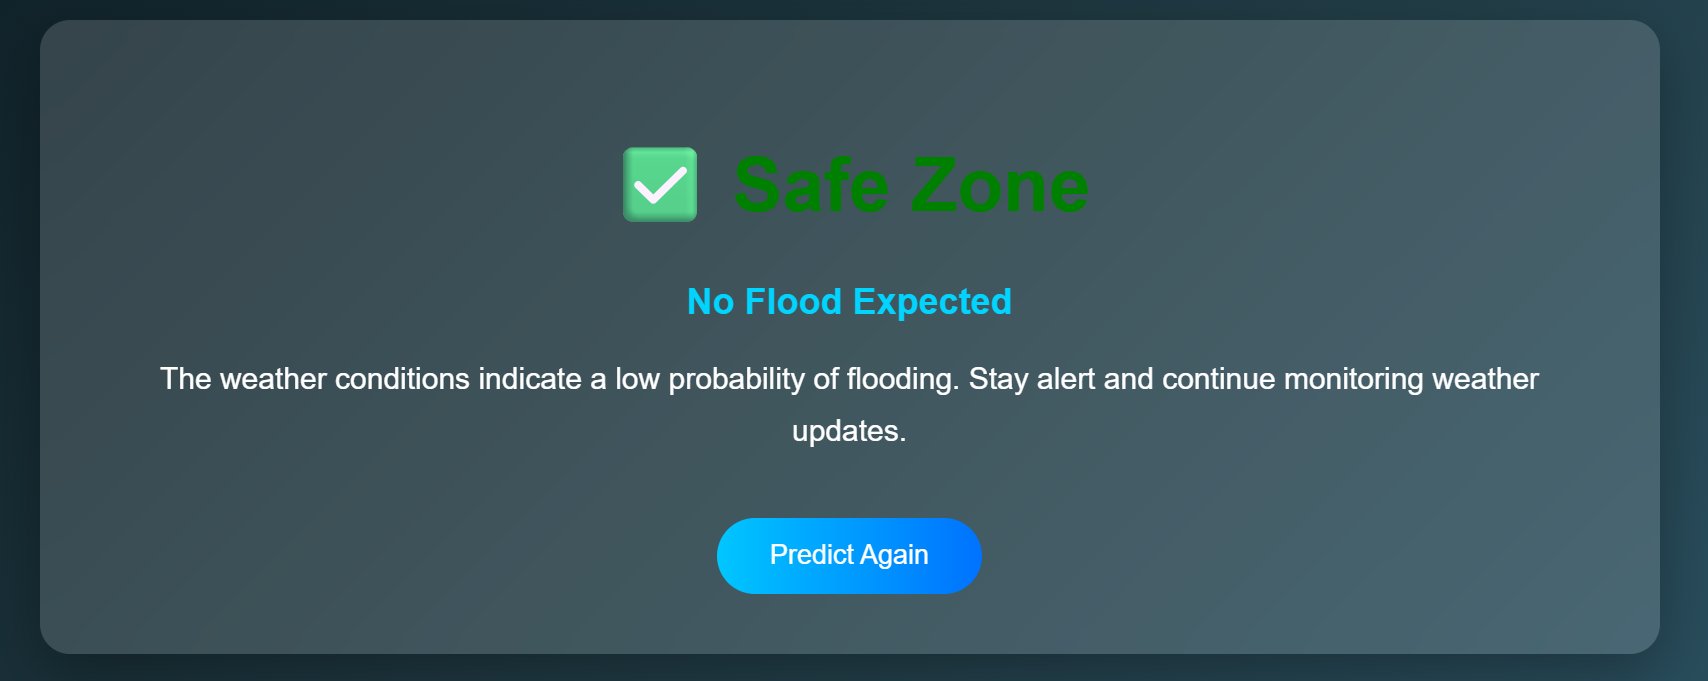 ✅ Safe Zone
No Flood Expected
The weather conditions indicate a low probability of flooding. Stay alert and continue monitoring weather
updates.
Predict Again